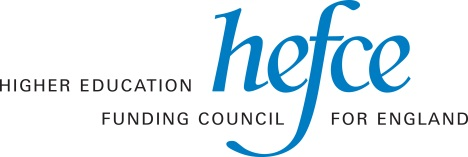 hefce
HIGHER EDUCATION
FUNDING COUNCIL FOR ENGLAND